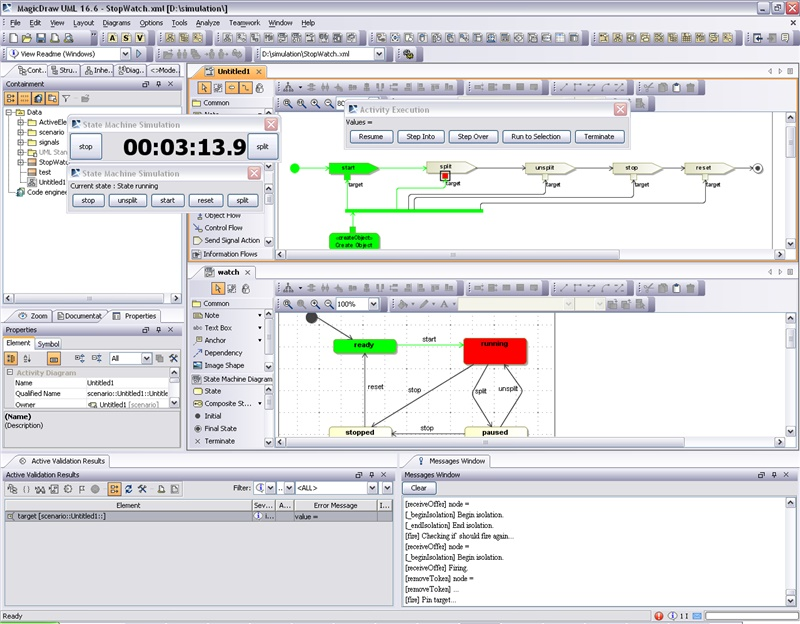 MagicDraw UML 16.6 - StopWatch.xml [D:\simulation\]
File Edit View Layout Diagrams Options Tools Analyze Teamwork Window Help
View Readme (Windows)
D:\simulation\StopWatch.xml
Cont... Stru... Inhe... Diag... Mode...
Containment
Data
ActiveEle
scenario
signals
UML Stan
StopWatc
test
Untitled1
Code engineer
State Machine Simulation
stop
00:03:13.9
split
State Machine Simulation
Current state : State running
stop unsplit start reset split
Untitled1
Common
Object Flow
Control Flow
Send Signal Action
Information Flows
Activity Execution
Values =
Resume Step Into Step Over Run to Selection Terminate
start split unsplit stop reset
target target target target
«createObject»
Create Object
watch
Common
Note
Text Box
Anchor
Dependency
Image Shape
State Machine Diagram
State
Composite St...
Initial
Final State
Terminate
100%
ready
start
running
reset
stop
split
unsplit
stopped
stop
paused
Zoom Documentat Properties
Properties
Element Symbol
All
Activity Diagram
Name Untitled1
Qualified Name scenario::Untitled1::Untitle
Owner Untitled1 [scenario]
(Name)
(Description)
Active Validation Results
Active Validation Results
Filter: <ALL>
Element Sev... A... Error Message I...
target [scenario::Untitled1::] i... value =
Messages Window
Messages Window
Clear
[receiveOffer] node =
[_beginIsolation] Begin isolation.
[_endIsolation] End isolation.
[fire] Checking if should fire again...
[receiveOffer] node =
[_beginIsolation] Begin isolation.
[receiveOffer] Firing.
[removeToken] node =
[removeToken] ...
[fire] Pin target...
Ready